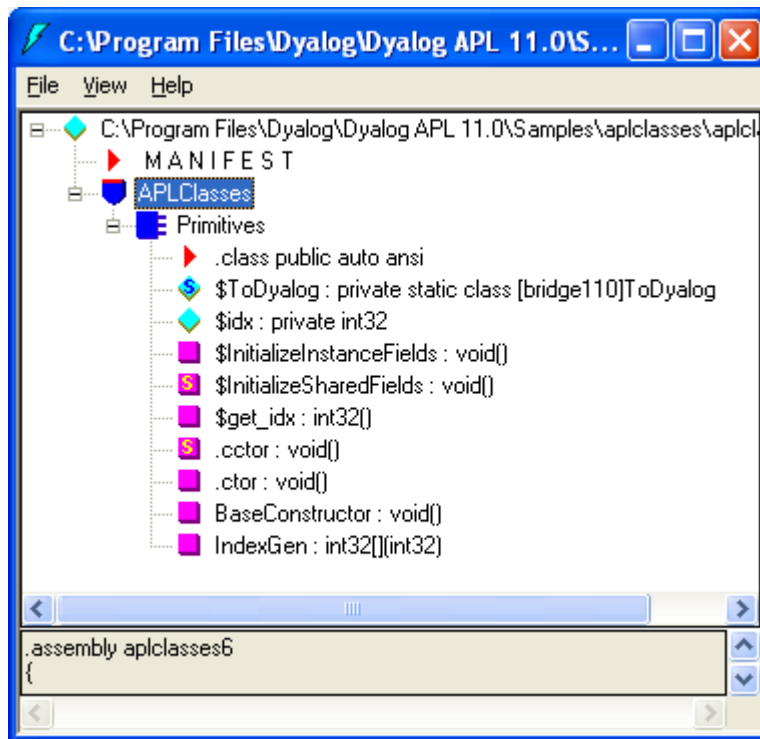 C:\Program Files\Dyalog\Dyalog APL 11.0\S...
File View Help
C:\Program Files\Dyalog\Dyalog APL 11.0\Samples\aplclasses\aplcl
M A N I F E S T
APLClasses
Primitives
.class public auto ansi
$ToDyalog : private static class [bridge110]ToDyalog
$idx : private int32
$InitializeInstanceFields : void()
$InitializeSharedFields : void()
$get_idx : int32()
.cctor : void()
.ctor : void()
BaseConstructor : void()
IndexGen : int32[](int32)
.assembly aplclasses6
{